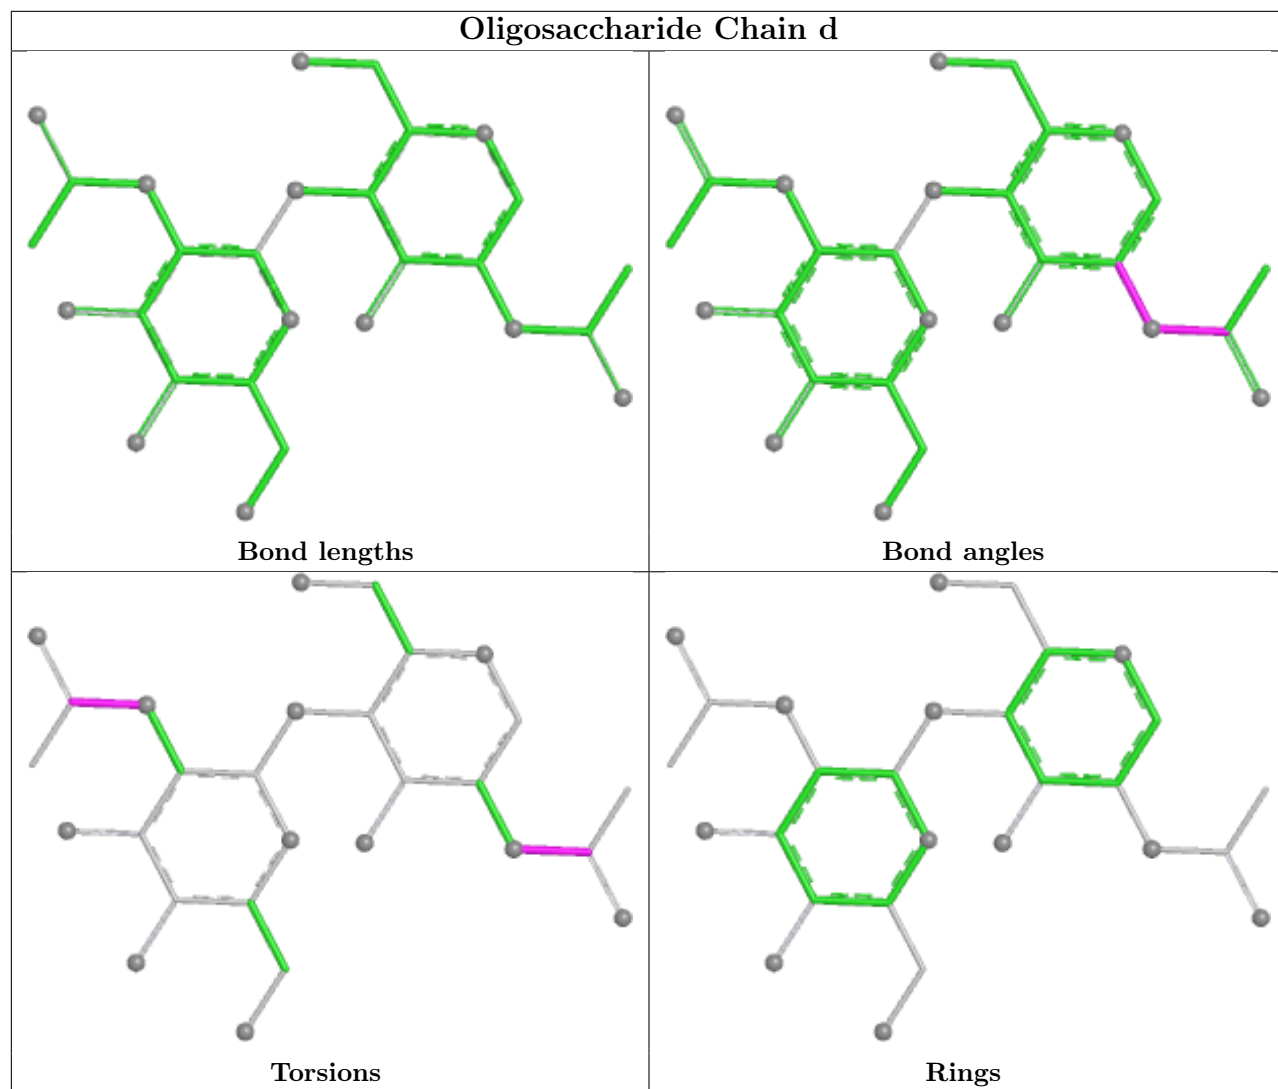 Oligosaccharide Chain d
Bond lengths
Bond angles
Torsions
Rings